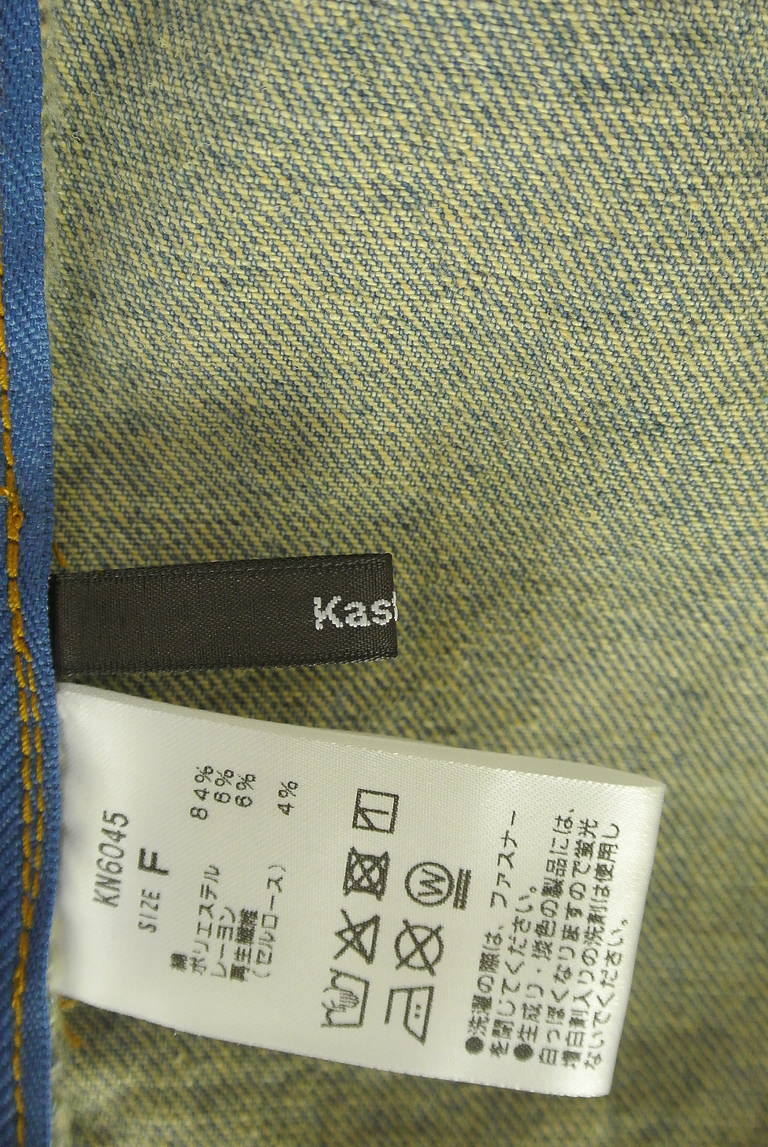 Kast
KN6045
SIZE F
綿 84%
ポリエステル 6%
レーヨン 6%
再生繊維
(セルロース) 4%
W
●洗濯の際は、ファスナー
を閉じてください。
●生成り・淡色の製品には、
白っぽくなりますので蛍光
増白剤入りの洗剤は使用し
ないでください。